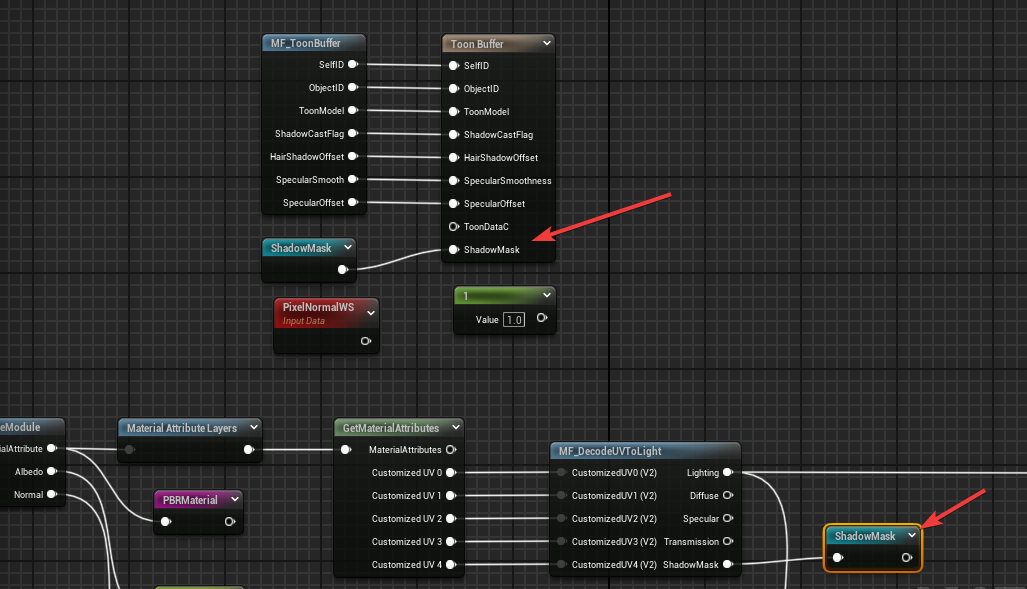 MF_ToonBuffer
SelfID
ObjectID
ToonModel
ShadowCastFlag
HairShadowOffset
SpecularSmooth
SpecularOffset
Toon Buffer
SelfID
ObjectID
ToonModel
ShadowCastFlag
HairShadowOffset
SpecularSmoothness
SpecularOffset
ToonDataC
ShadowMask
ShadowMask
PixelNormalWS
Input Data
1
Value 1.0
eModule
ialAttribute
Albedo
Normal
Material Attribute Layers
PBRMaterial
GetMaterialAttributes
MaterialAttributes
Customized UV 0
Customized UV 1
Customized UV 2
Customized UV 3
Customized UV 4
MF_DecodeUVToLight
CustomizedUV0 (V2) Lighting
CustomizedUV1 (V2) Diffuse
CustomizedUV2 (V2) Specular
CustomizedUV3 (V2) Transmission
CustomizedUV4 (V2) ShadowMask
ShadowMask